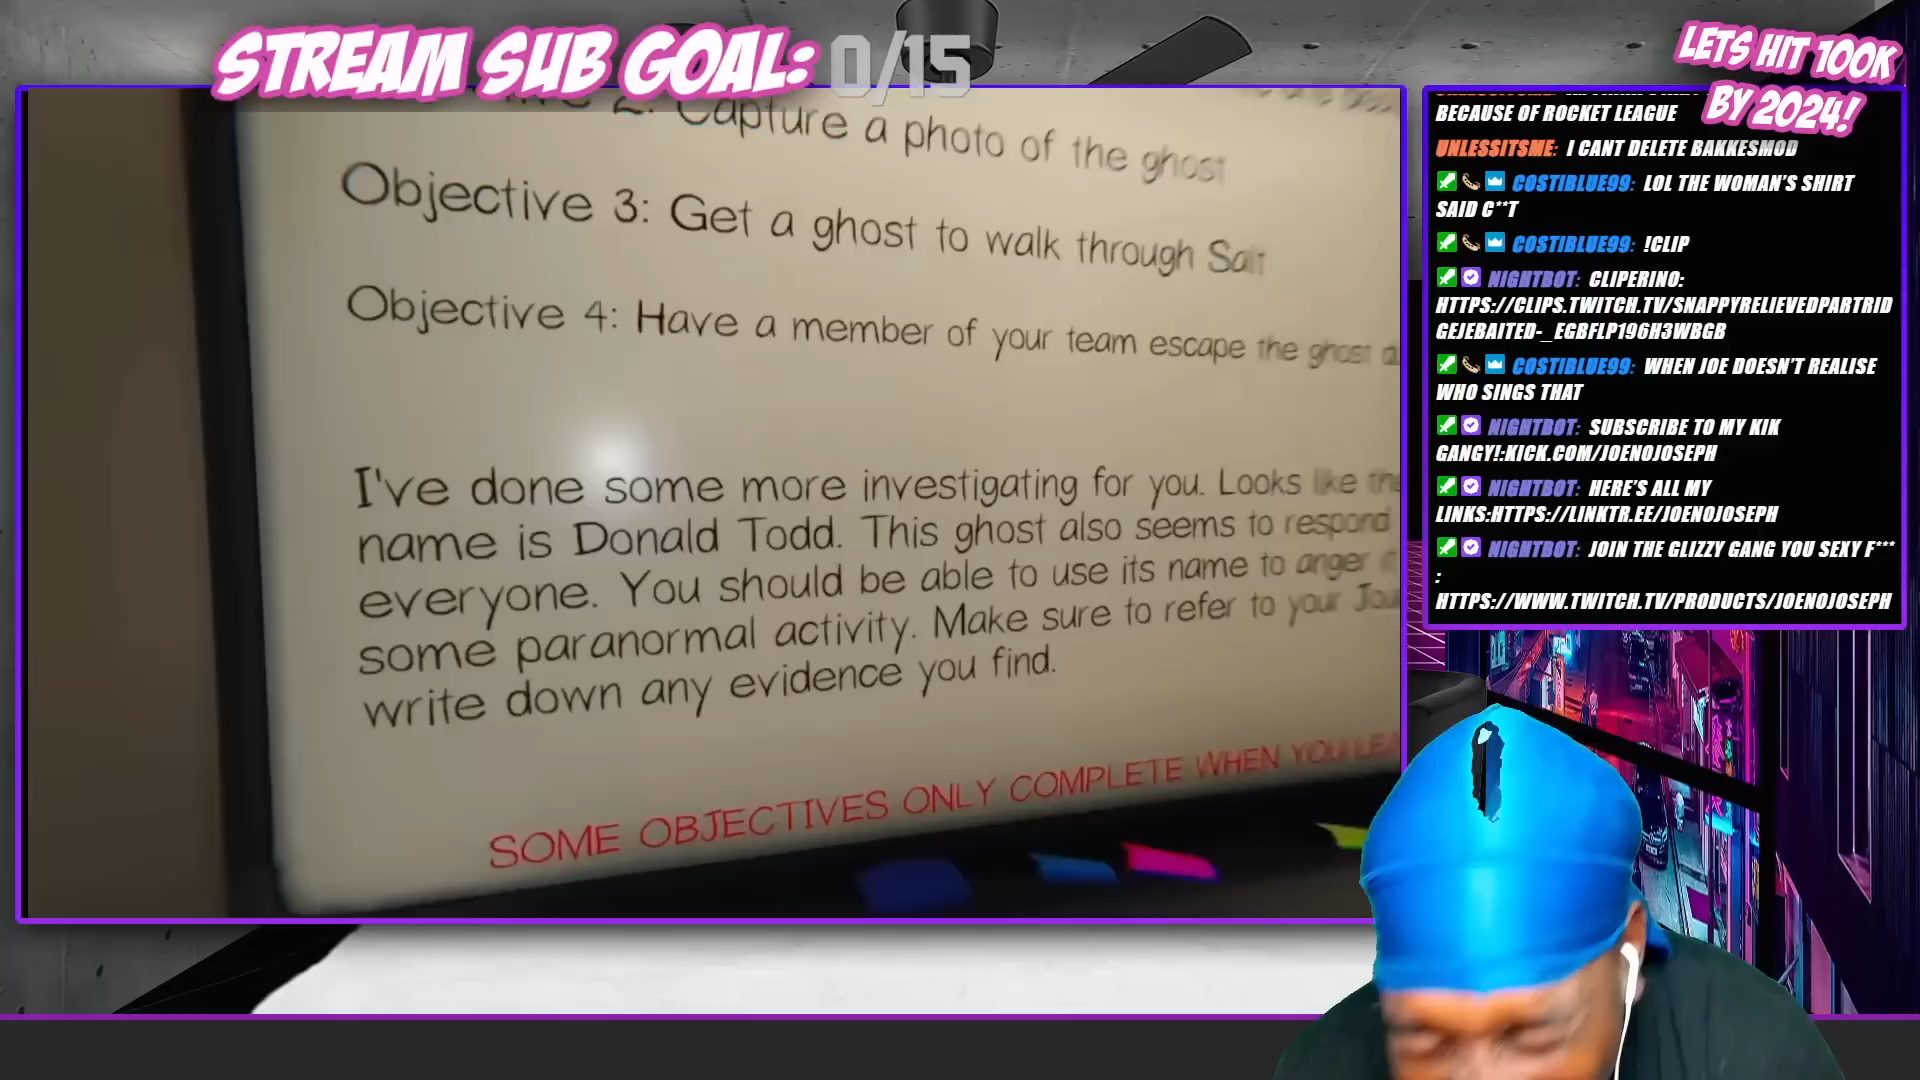 STREAM SUB GOAL: 0/15
LETS HIT 100K
BY 2024!
2: Capture a photo of the ghost
Objective 3: Get a ghost to walk through Salt
Objective 4: Have a member of your team escape the ghost
I've done some more investigating for you. Looks like the
name is Donald Todd. This ghost also seems to respond
everyone. You should be able to use its name to anger
some paranormal activity. Make sure to refer to your
write down any evidence you find.
SOME OBJECTIVES ONLY COMPLETE WHEN YOU
BECAUSE OF ROCKET LEAGUE
UNLESSITSME: I CANT DELETE BAKKESMOD
COSTIBLUE99: LOL THE WOMAN'S SHIRT
SAID C**T
COSTIBLUE99: !CLIP
NIGHTBOT: CLIPERINO:
HTTPS://CLIPS.TWITCH.TV/SNAPPYRELIEVEDPARTRID
GEJEBAITED-_EGBFLP196H3WBGB
COSTIBLUE99: WHEN JOE DOESN'T REALISE
WHO SINGS THAT
NIGHTBOT: SUBSCRIBE TO MY KIK
GANGY!:KICK.COM/JOENOJOSEPH
NIGHTBOT: HERE'S ALL MY
LINKS:HTTPS://LINKTR.EE/JOENOJOSEPH
NIGHTBOT: JOIN THE GLIZZY GANG YOU SEXY F***
:
HTTPS://WWW.TWITCH.TV/PRODUCTS/JOENOJOSEPH